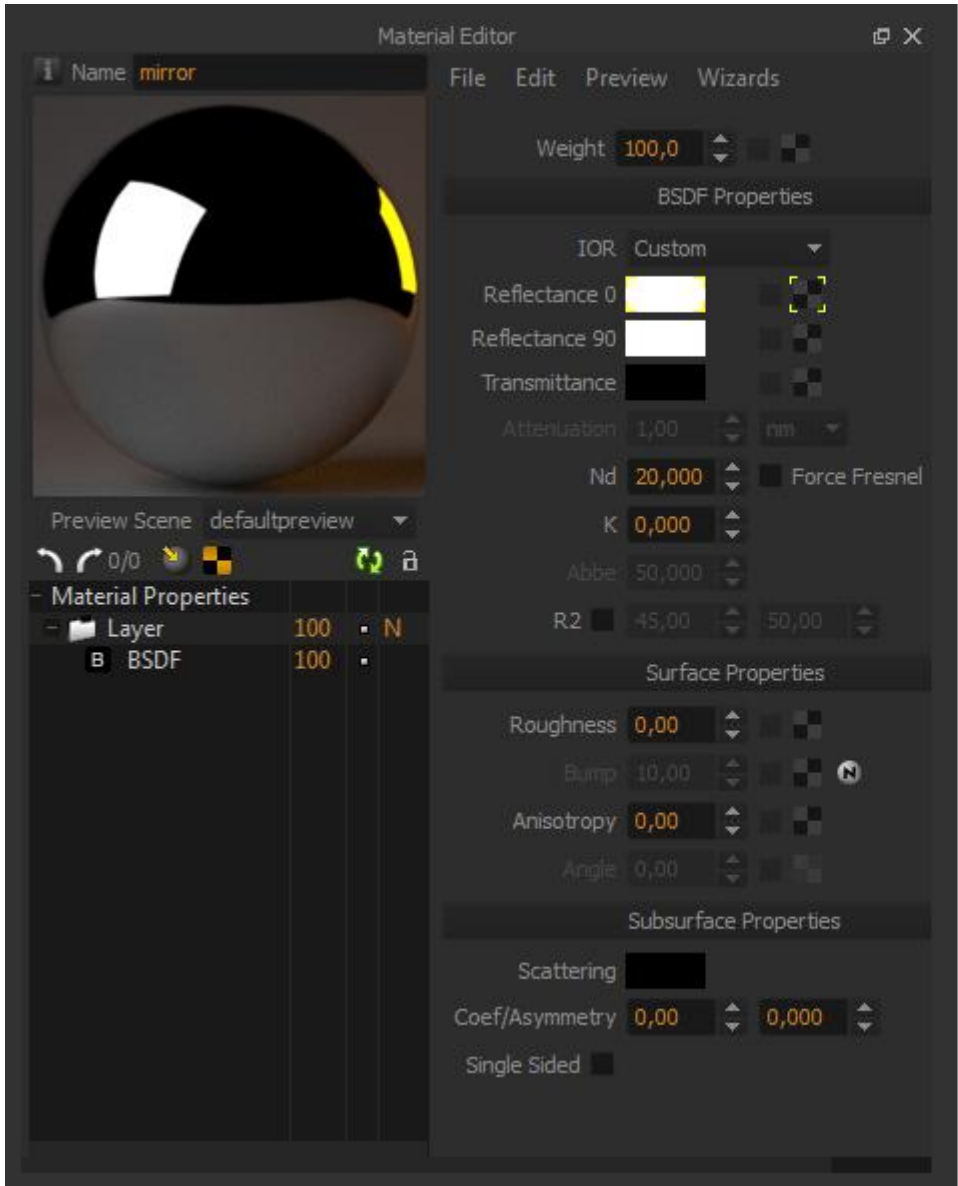 Material Editor
Name mirror
File Edit Preview Wizards
Weight 100,0
BSDF Properties
IOR Custom
Reflectance 0
Reflectance 90
Transmittance
Attenuation 1,00 nm
Nd 20,000 Force Fresnel
K 0,000
Abbe 50,000
R2 45,00 50,00
Surface Properties
Roughness 0,00
Bump 10,00 N
Anisotropy 0,00
Angle 0,00
Subsurface Properties
Scattering
Coef/Asymmetry 0,00 0,000
Single Sided
Preview Scene defaultpreview
0/0
Material Properties
Layer 100 N
B BSDF 100